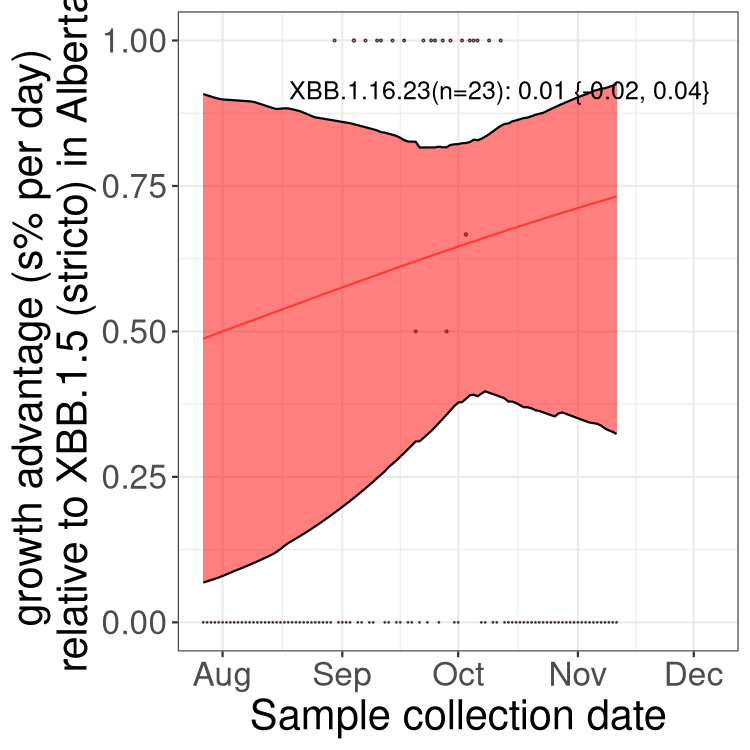 growth advantage (s% per day)
relative to XBB.1.5 (stricto) in Alberta
1.00
XBB.1.16.23(n=23): 0.01 {-0.02, 0.04}
0.75
0.50
0.25
0.00
Aug Sep Oct Nov Dec
Sample collection date